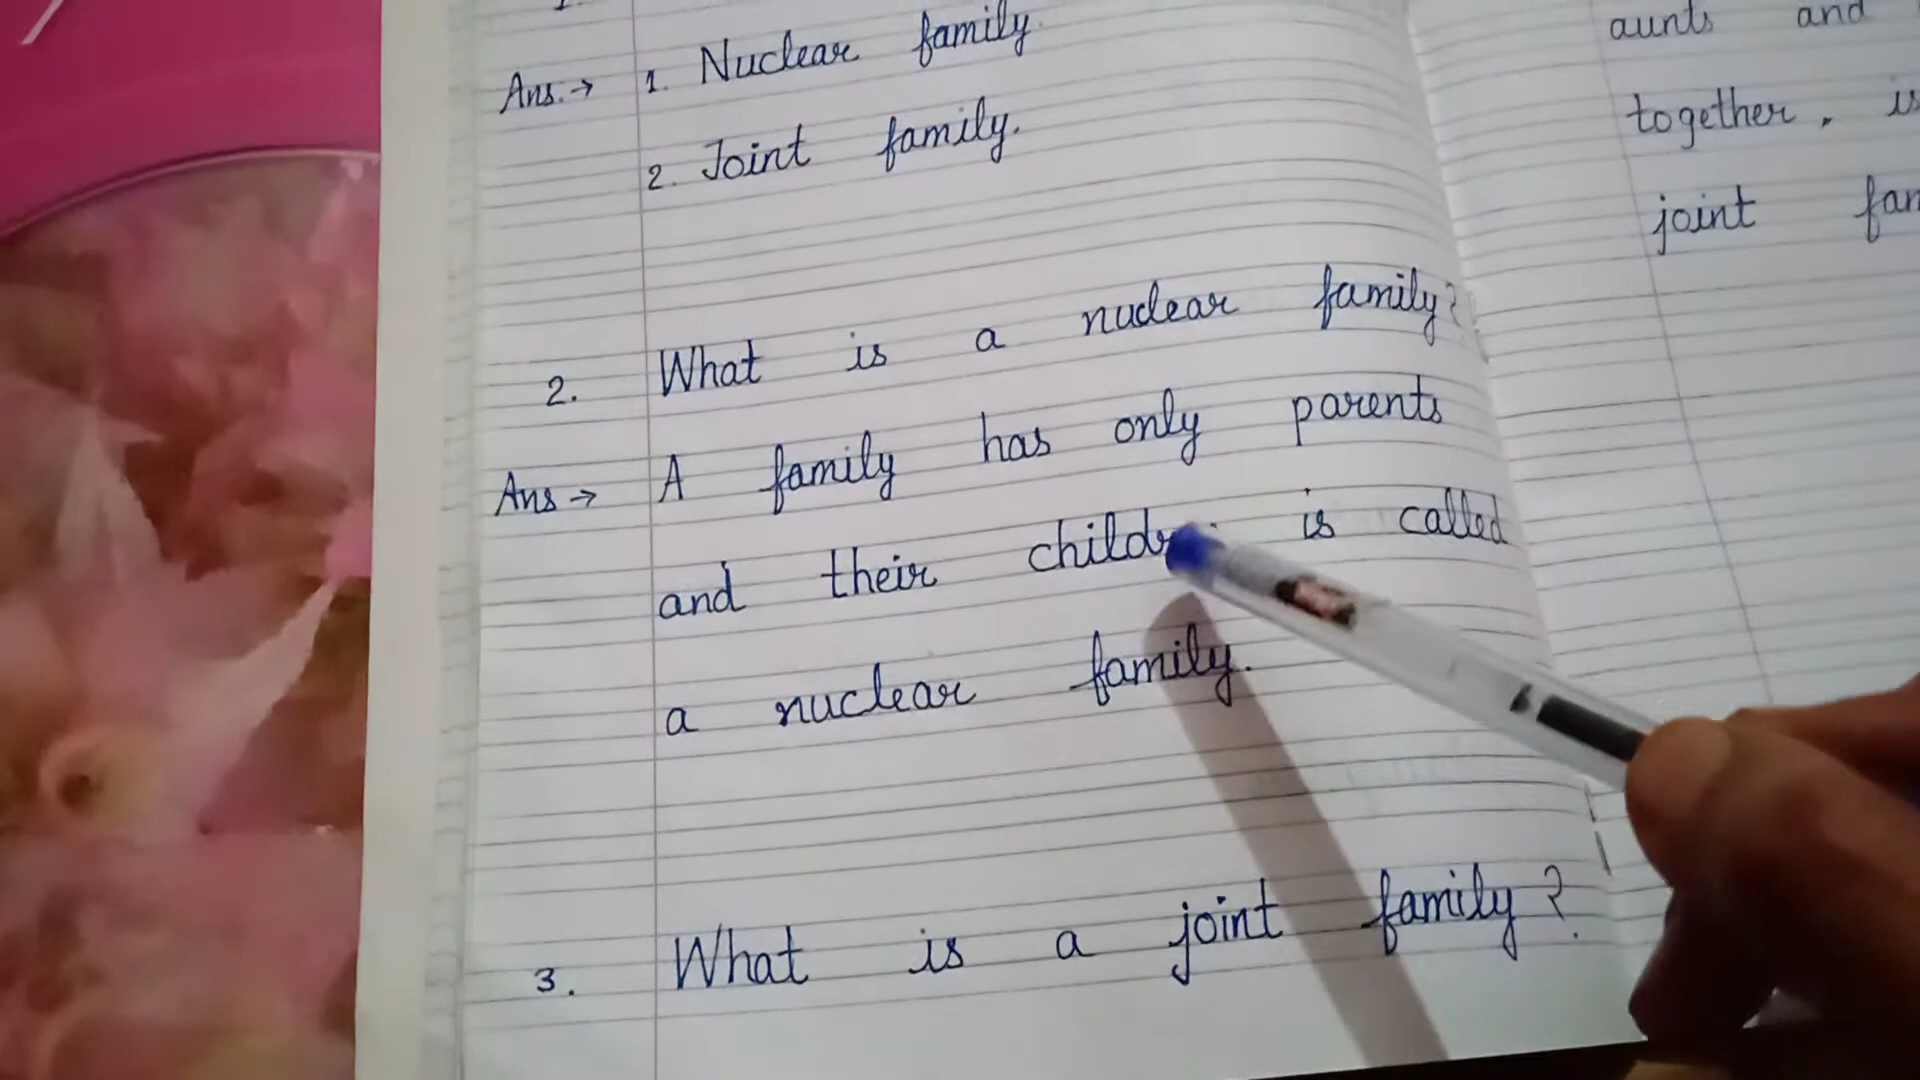 Ans.→ 1. Nuclear family.
2. Joint family.
2. What is a nuclear family?
Ans → A family has only parents
and their is called
a nuclear family.
3. What is a joint family?
aunts and
together, is
joint